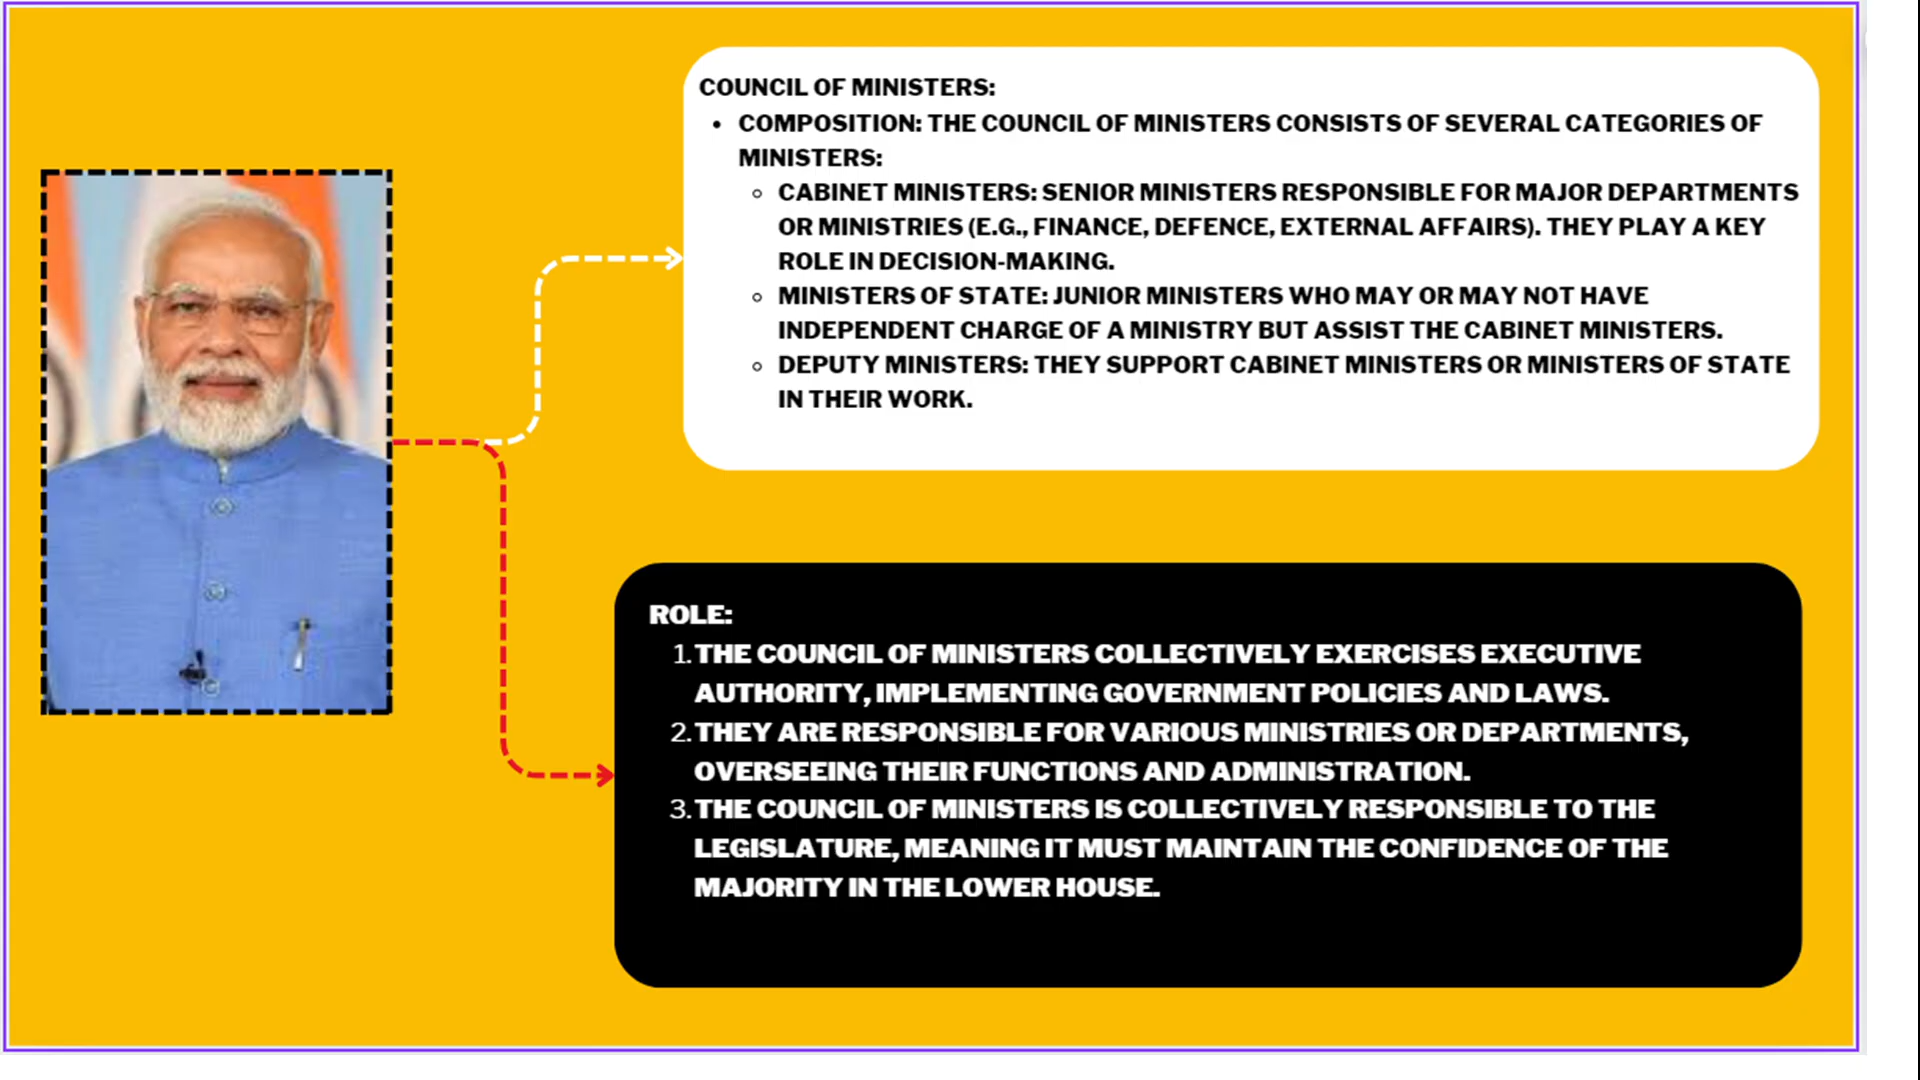 COUNCIL OF MINISTERS:
• COMPOSITION: THE COUNCIL OF MINISTERS CONSISTS OF SEVERAL CATEGORIES OF
MINISTERS:
◦ CABINET MINISTERS: SENIOR MINISTERS RESPONSIBLE FOR MAJOR DEPARTMENTS
OR MINISTRIES (E.G., FINANCE, DEFENCE, EXTERNAL AFFAIRS). THEY PLAY A KEY
ROLE IN DECISION-MAKING.
◦ MINISTERS OF STATE: JUNIOR MINISTERS WHO MAY OR MAY NOT HAVE
INDEPENDENT CHARGE OF A MINISTRY BUT ASSIST THE CABINET MINISTERS.
◦ DEPUTY MINISTERS: THEY SUPPORT CABINET MINISTERS OR MINISTERS OF STATE
IN THEIR WORK.
ROLE:
1. THE COUNCIL OF MINISTERS COLLECTIVELY EXERCISES EXECUTIVE
AUTHORITY, IMPLEMENTING GOVERNMENT POLICIES AND LAWS.
2. THEY ARE RESPONSIBLE FOR VARIOUS MINISTRIES OR DEPARTMENTS,
OVERSEEING THEIR FUNCTIONS AND ADMINISTRATION.
3. THE COUNCIL OF MINISTERS IS COLLECTIVELY RESPONSIBLE TO THE
LEGISLATURE, MEANING IT MUST MAINTAIN THE CONFIDENCE OF THE
MAJORITY IN THE LOWER HOUSE.